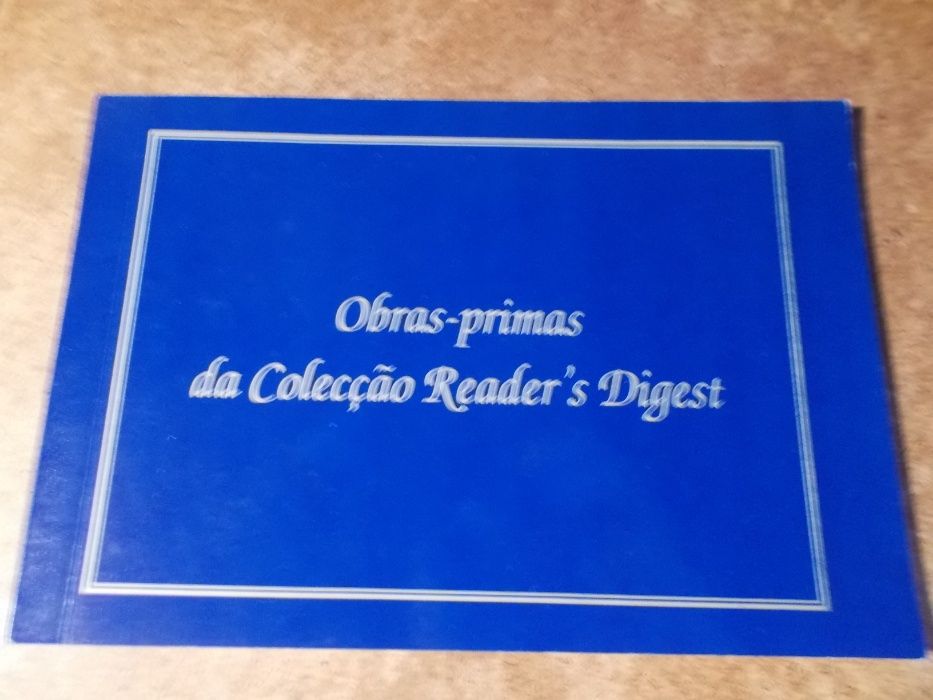 Obras-primas
da Colecção Reader's Digest